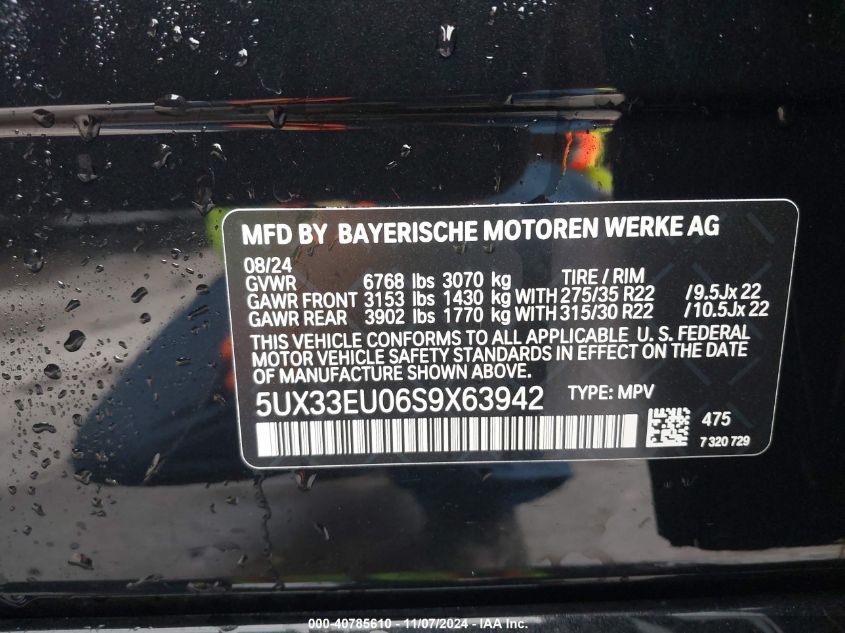 MFD BY BAYERISCHE MOTOREN WERKE AG
08/24
GVWR 6768 lbs 3070 kg TIRE / RIM
GAWR FRONT 3153 lbs 1430 kg WITH 275/35 R22 /9.5Jx 22
GAWR REAR 3902 lbs 1770 kg WITH 315/30 R22 /10.5Jx 22
THIS VEHICLE CONFORMS TO ALL APPLICABLE U. S. FEDERAL
MOTOR VEHICLE SAFETY STANDARDS IN EFFECT ON THE DATE
OF MANUFACTURE SHOWN ABOVE.
5UX33EU06S9X63942 TYPE: MPV
475
7 320 729
000-40785610 - 11/07/2024 - IAA Inc.